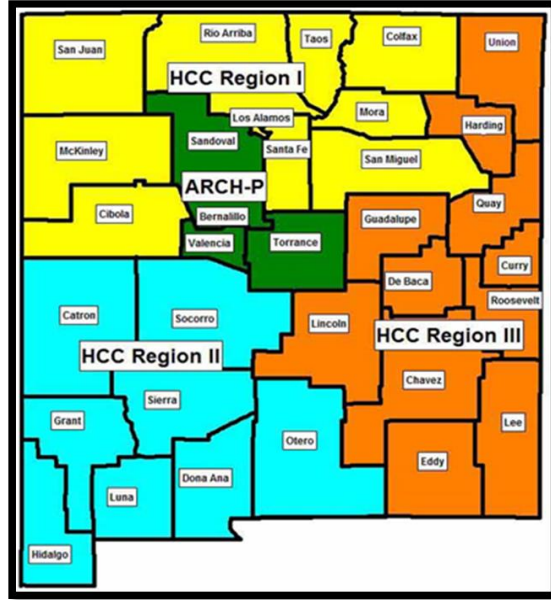 Rio Arriba
Taos
Colfax
Union
San Juan
HCC Region I
Mora
Los Alamos
Harding
Sandoval
McKinley
Santa Fe
San Miguel
ARCH-P
Quay
Cibola
Bernalillo
Guadalupe
Valencia
Torrance
Curry
De Baca
Roosevelt
Catron
Socorro
Lincoln
HCC Region III
HCC Region II
Chavez
Sierra
Grant
Lee
Otero
Eddy
Dona Ana
Luna
Hidalgo